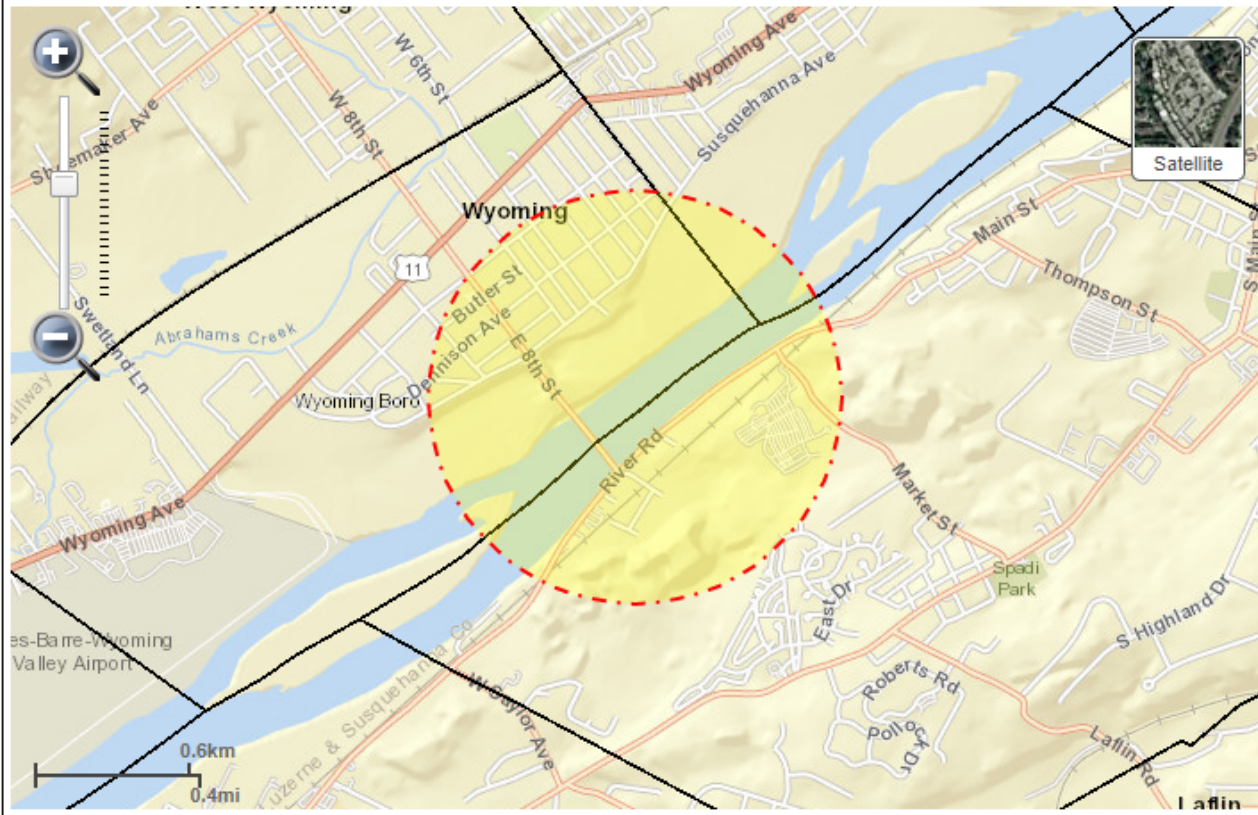 West Wyoming
W 6th St
Wyoming Ave
Susquehanna Ave
W 8th St
Shoemaker Ave
Satellite
Wyoming
Main St
S Main
11
Thompson St
Butler St
Swetland Ln
Abrahams Creek
Dennison Ave
E 8th St
ailway
Wyoming Boro
River Rd
Market St
Wyoming Ave
Spadi
Park
East Dr
S Highland Dr
es-Barre-Wyoming
Valley Airport
Roberts Rd
W Saylor Ave
Pollock Dr
uzerne & Susquehanna Co
Laflin Rd
0.6km
0.4mi
Laflin